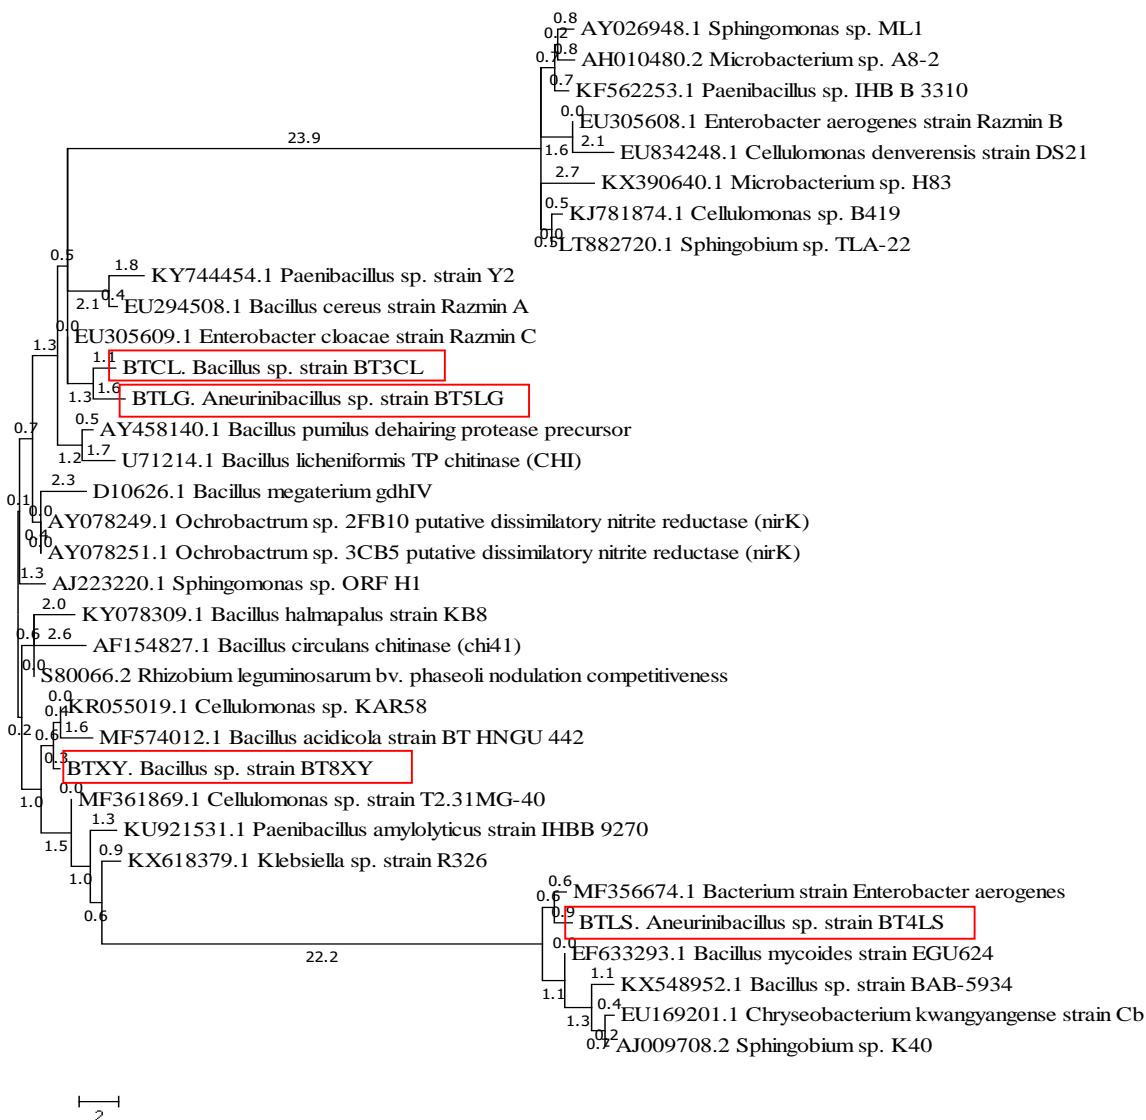 0.8
AY026948.1 Sphingomonas sp. ML1
0.2
0.8
AH010480.2 Microbacterium sp. A8-2
0.7
0.7
KF562253.1 Paenibacillus sp. IHB B 3310
0.0
EU305608.1 Enterobacter aerogenes strain Razmin B
23.9
1.6
2.1
EU834248.1 Cellulomonas denverensis strain DS21
2.7
KX390640.1 Microbacterium sp. H83
0.5
KJ781874.1 Cellulomonas sp. B419
0.5
0.0
LT882720.1 Sphingobium sp. TLA-22
0.5
1.8
KY744454.1 Paenibacillus sp. strain Y2
2.1
0.4
EU294508.1 Bacillus cereus strain Razmin A
0.0
EU305609.1 Enterobacter cloacae strain Razmin C
1.3
1.1
BTCL. Bacillus sp. strain BT3CL
1.3
1.6
BTLG. Aneurinibacillus sp. strain BT5LG
0.7
0.5
AY458140.1 Bacillus pumilus dehairing protease precursor
1.2
1.7
U71214.1 Bacillus licheniformis TP chitinase (CHI)
2.3
D10626.1 Bacillus megaterium gdhIV
0.1
0.0
AY078249.1 Ochrobactrum sp. 2FB10 putative dissimilatory nitrite reductase (nirK)
0.4
0.0
AY078251.1 Ochrobactrum sp. 3CB5 putative dissimilatory nitrite reductase (nirK)
1.3
AJ223220.1 Sphingomonas sp. ORF H1
2.0
KY078309.1 Bacillus halmapalus strain KB8
0.6
2.6
AF154827.1 Bacillus circulans chitinase (chi41)
0.0
S80066.2 Rhizobium leguminosarum bv. phaseoli nodulation competitiveness
0.0
0.4
KR055019.1 Cellulomonas sp. KAR58
0.2
0.6
1.6
MF574012.1 Bacillus acidicola strain BT HNGU 442
0.3
BTXY. Bacillus sp. strain BT8XY
1.0
0.0
MF361869.1 Cellulomonas sp. strain T2.31MG-40
1.3
KU921531.1 Paenibacillus amylolyticus strain IHBB 9270
1.5
0.9
KX618379.1 Klebsiella sp. strain R326
1.0
0.6
0.6
MF356674.1 Bacterium strain Enterobacter aerogenes
0.6
0.9
BTLS. Aneurinibacillus sp. strain BT4LS
22.2
0.0
EF633293.1 Bacillus mycoides strain EGU624
1.1
1.1
KX548952.1 Bacillus sp. strain BAB-5934
1.3
0.4
EU169201.1 Chryseobacterium kwangyangense strain Cb
0.2
AJ009708.2 Sphingobium sp. K40
2